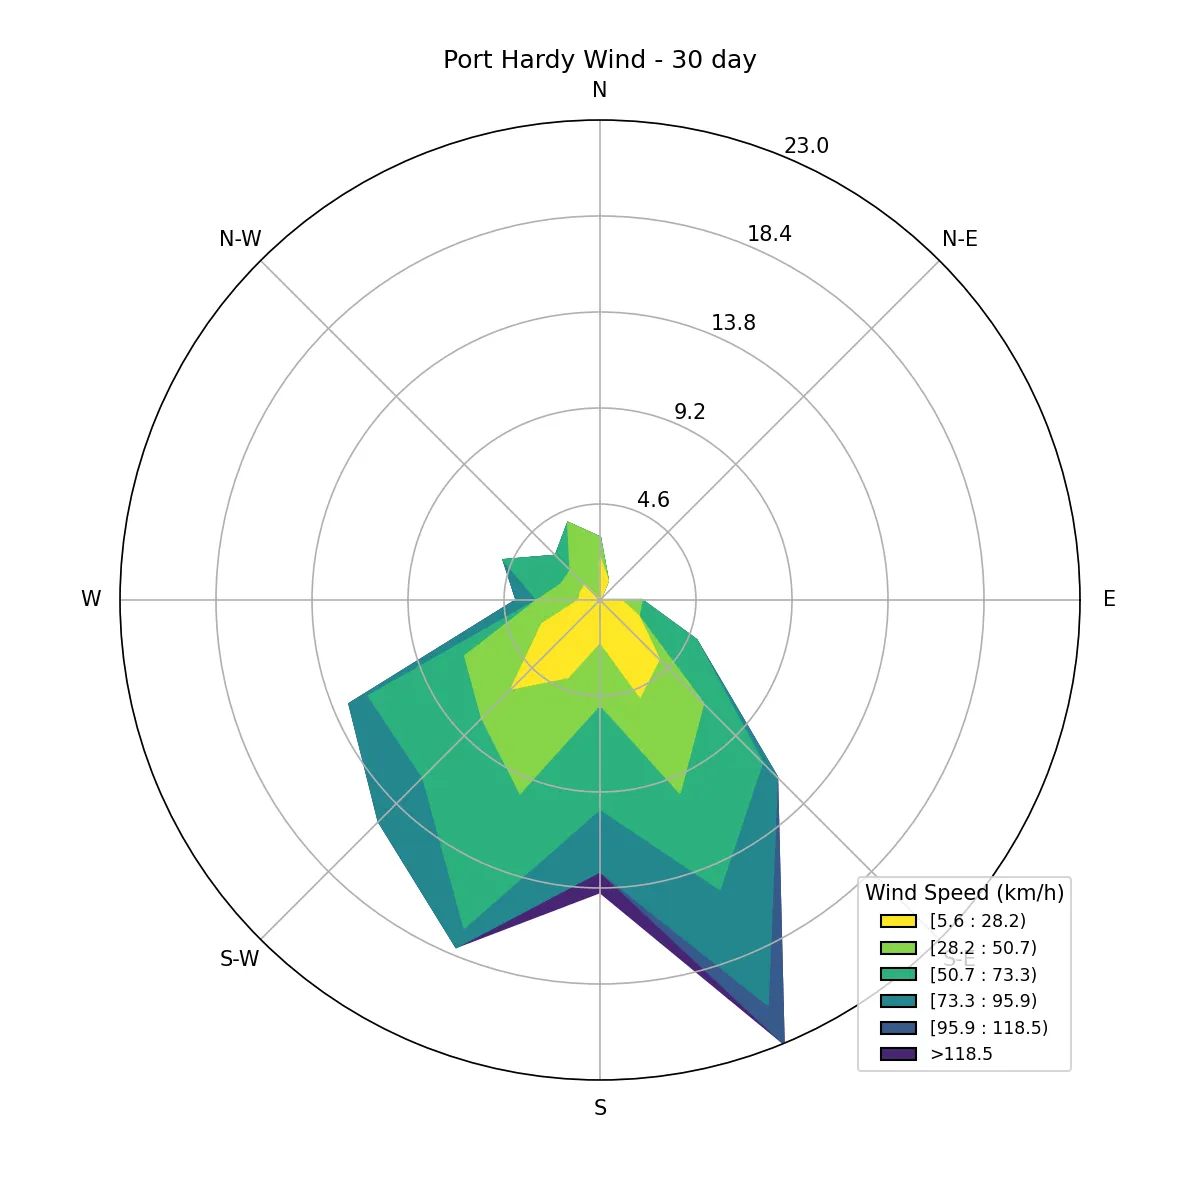 Port Hardy Wind - 30 day
N
23.0
18.4
N-W
N-E
13.8
9.2
4.6
W
E
Wind Speed (km/h)
[5.6 : 28.2)
[28.2 : 50.7)
S-W
S-E
[50.7 : 73.3)
[73.3 : 95.9)
[95.9 : 118.5)
>118.5
S